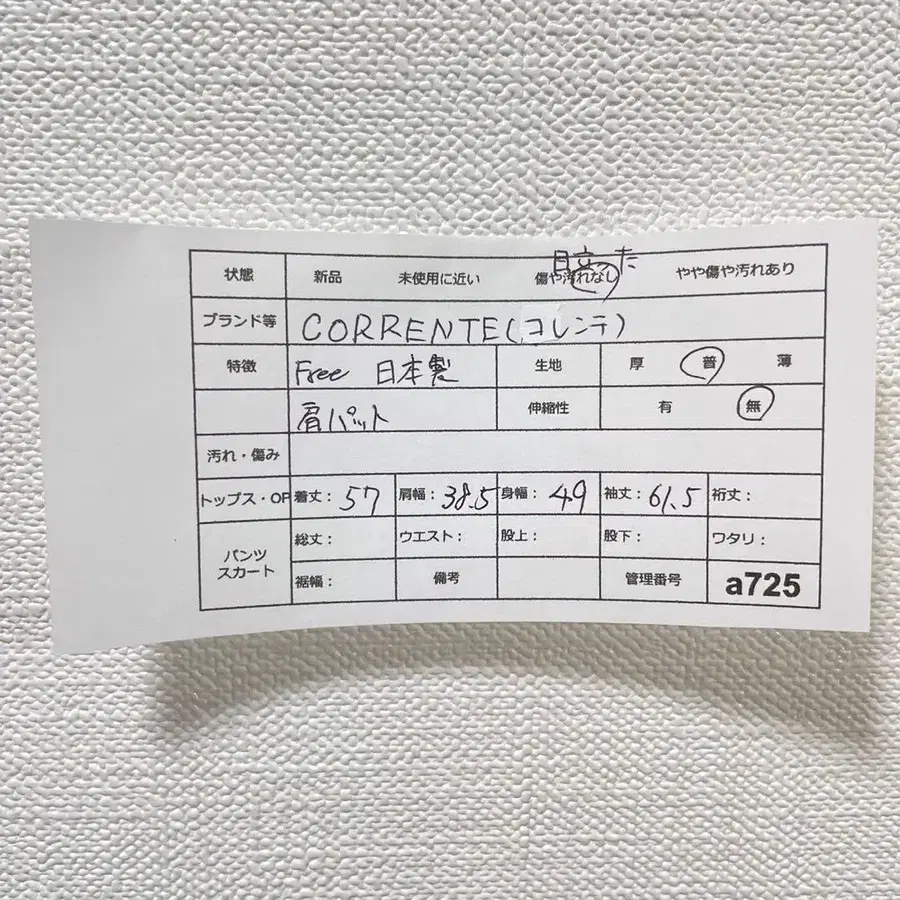 目立った
状態 新品 未使用に近い 傷や汚れなし やや傷や汚れあり
ブランド等 CORRENTE(コレンテ)
特徴 Free 日本製 生地 厚 普 薄
肩パット 伸縮性 有 無
汚れ・傷み
トップス・OP 着丈: 57 肩幅: 38.5 身幅: 49 袖丈: 61.5 裄丈:
パンツ スカート 総丈: ウエスト: 股上: 股下: ワタリ:
裾幅: 備考 管理番号 a725